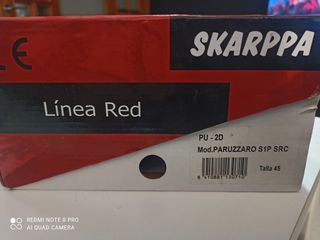 CE
SKARPPA
Línea Red
PU - 2D
Mod.PARUZZARO S1P SRC
Talla 45
REDMI NOTE 8 PRO
AI QUAD CAMERA